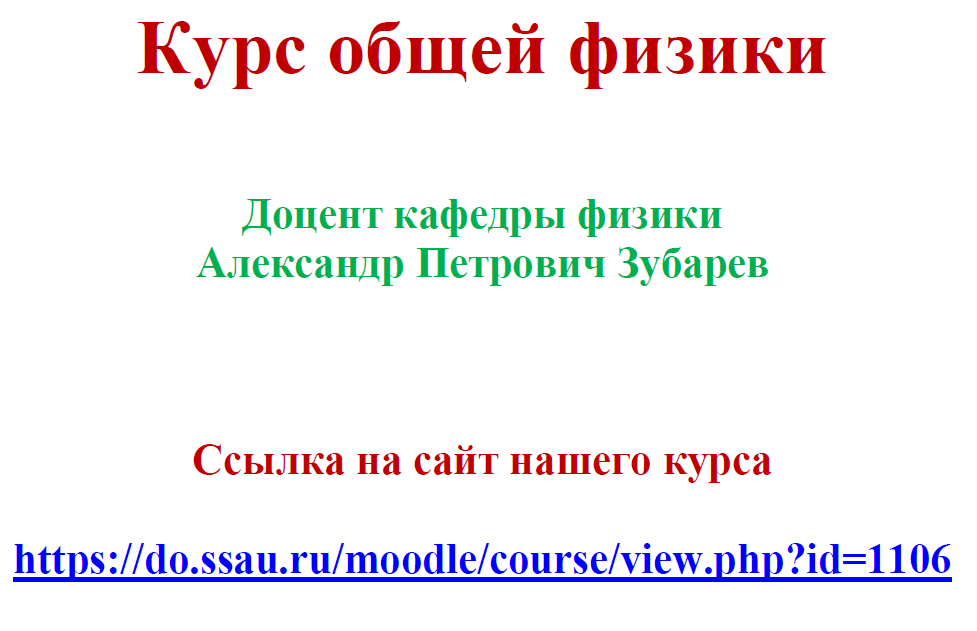 Курс общей физики
Доцент кафедры физики
Александр Петрович Зубарев
Ссылка на сайт нашего курса
https://do.ssau.ru/moodle/course/view.php?id=1106